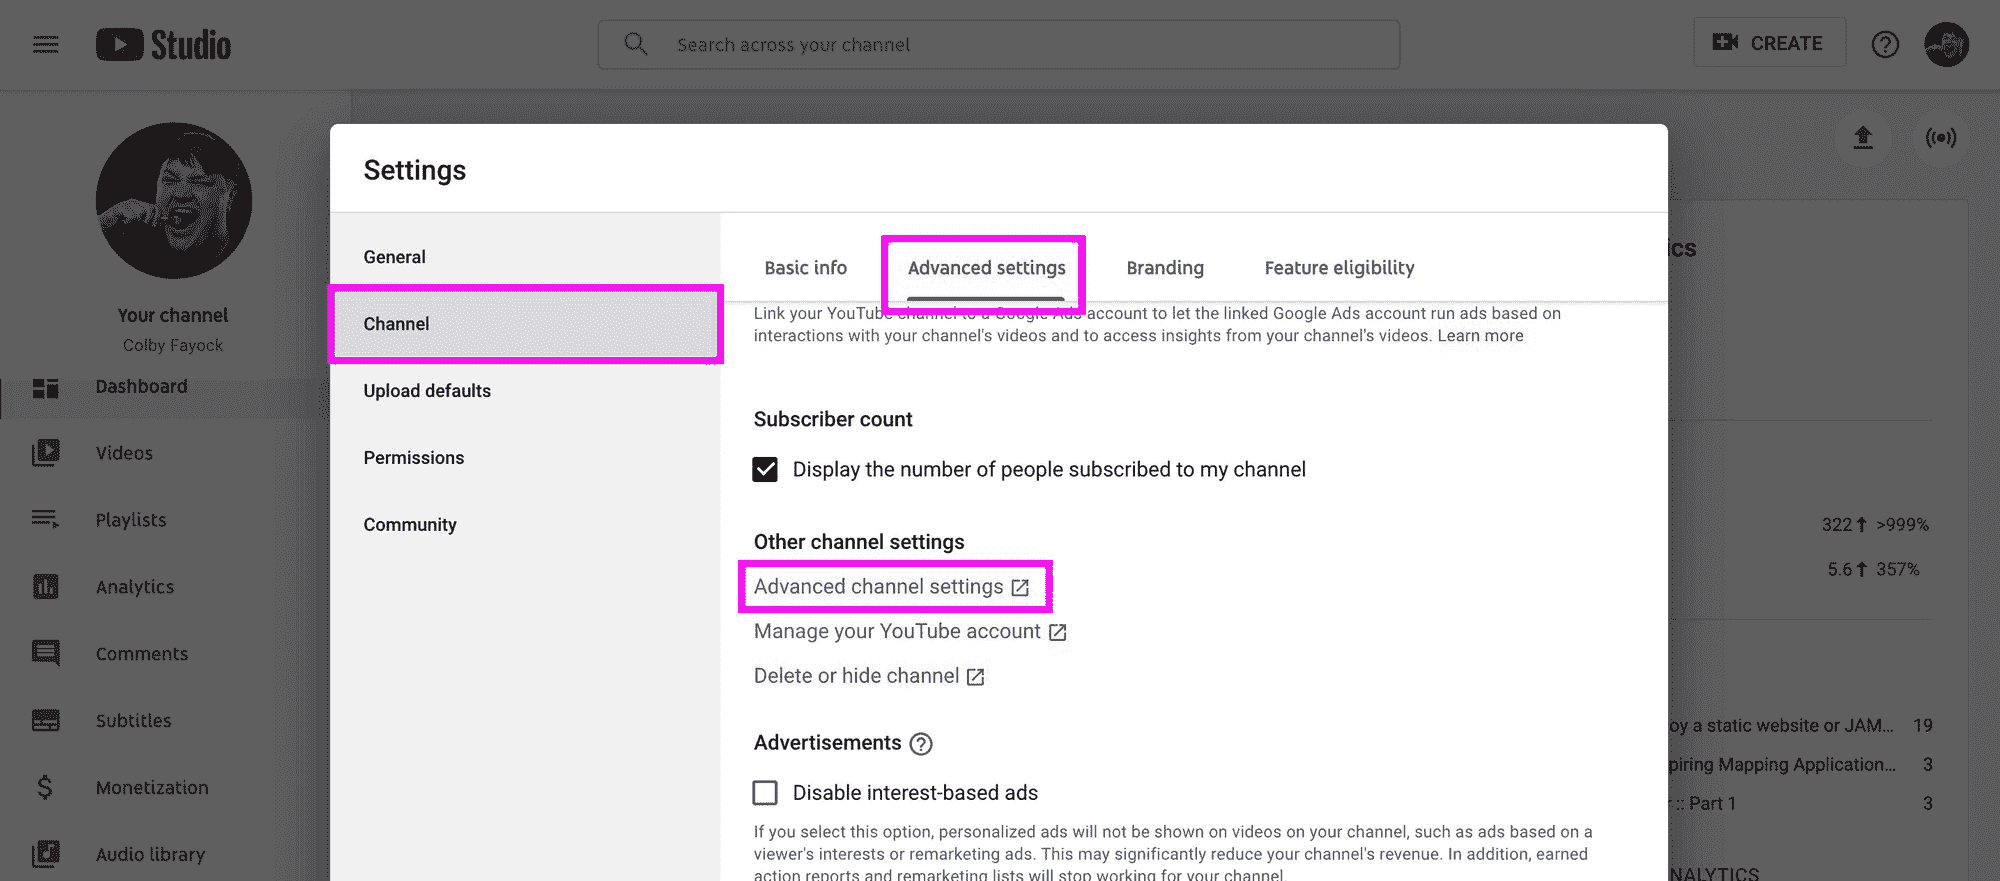 Studio
Search across your channel
CREATE
Your channel
Colby Fayock
Dashboard
Videos
Playlists
Analytics
Comments
Subtitles
Monetization
Audio library
Settings
General
Channel
Upload defaults
Permissions
Community
Basic info
Advanced settings
Branding
Feature eligibility
Link your YouTube channel to a Google Ads account to let the linked Google Ads account run ads based on
interactions with your channel's videos and to access insights from your channel's videos. Learn more
Subscriber count
Display the number of people subscribed to my channel
Other channel settings
Advanced channel settings
Manage your YouTube account
Delete or hide channel
Advertisements
Disable interest-based ads
If you select this option, personalized ads will not be shown on videos on your channel, such as ads based on a
viewer's interests or remarketing ads. This may significantly reduce your channel's revenue. In addition, earned
action reports and remarketing lists will stop working for your channel.
ics
322 >999%
5.6 357%
oy a static website or JAM... 19
piring Mapping Application... 3
:: Part 1 3
NALYTICS